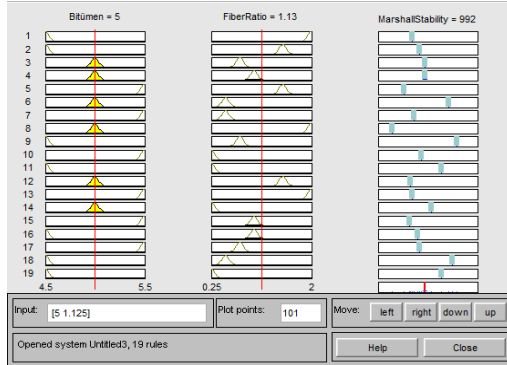 Bitümen = 5
FiberRatio = 1.13
MarshallStability = 992
1
2
3
4
5
6
7
8
9
10
11
12
13
14
15
16
17
18
19
4.5 5.5
0.25 2
Input: [5 1.125]
Plot points: 101
Move: left right down up
Opened system Untitled3, 19 rules
Help Close